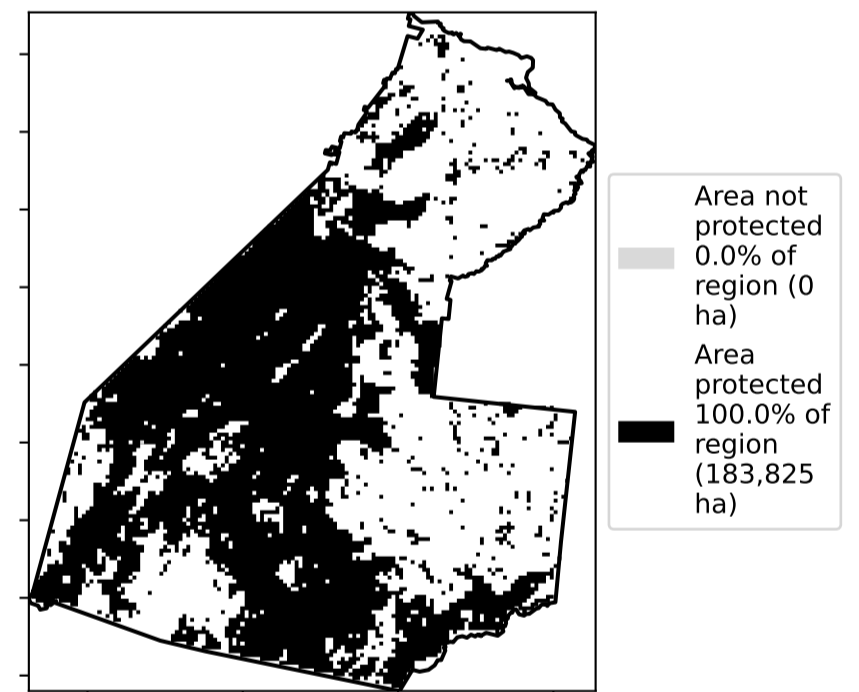 Area not
protected
0.0% of
region (0
ha)
Area
protected
100.0% of
region
(183,825
ha)